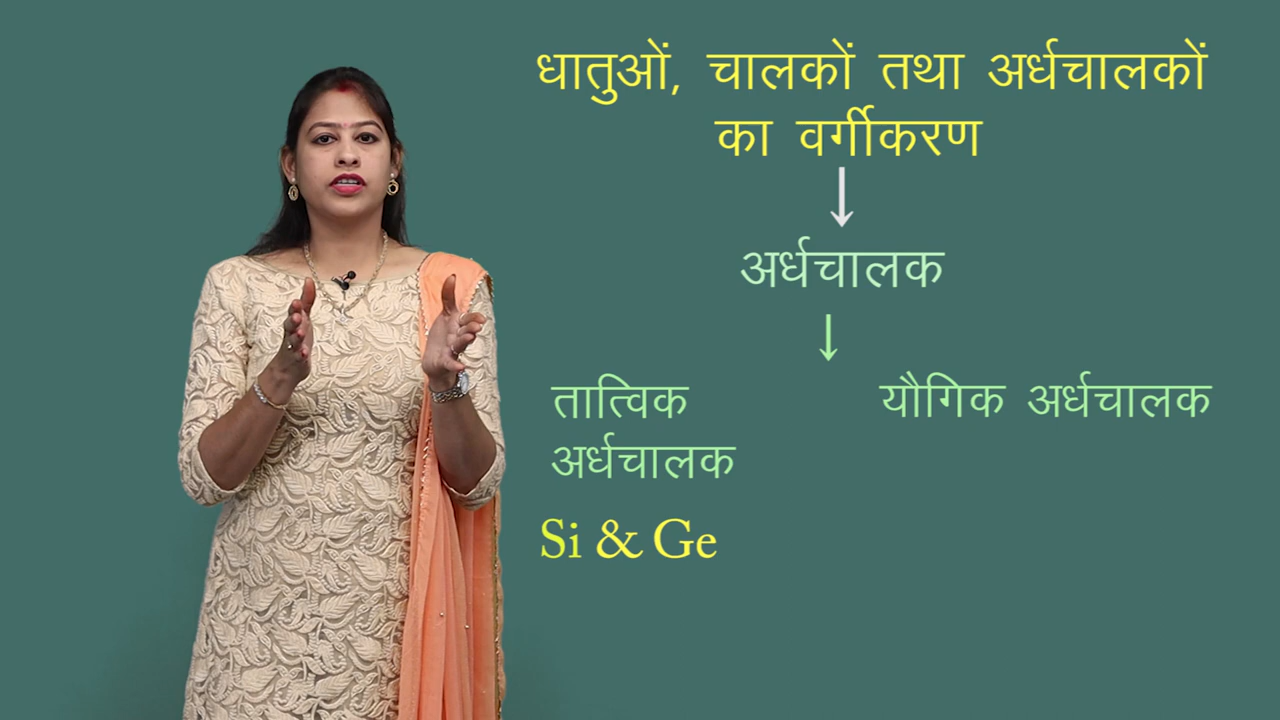 धातुओं, चालकों तथा अर्धचालकों
का वर्गीकरण
अर्धचालक
तात्विक
अर्धचालक
यौगिक अर्धचालक
Si & Ge